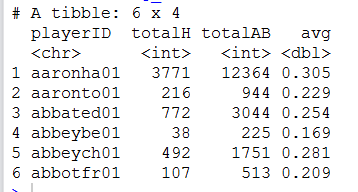 # A tibble: 6 x 4
playerID totalH totalAB avg
<chr> <int> <int> <dbl>
1 aaronha01 3771 12364 0.305
2 aaronto01 216 944 0.229
3 abbated01 772 3044 0.254
4 abbeybe01 38 225 0.169
5 abbeych01 492 1751 0.281
6 abbotfr01 107 513 0.209
>